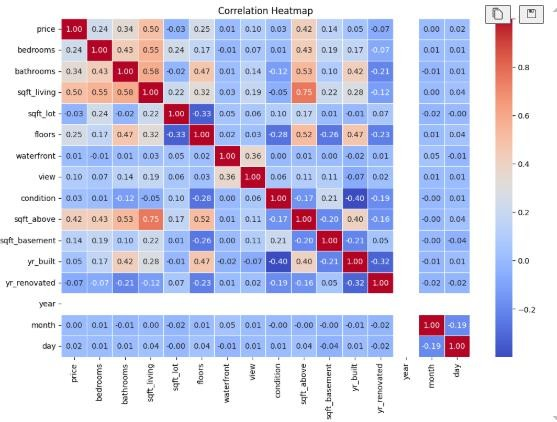 Correlation Heatmap
price 1.00 0.24 0.34 0.50 -0.03 0.25 0.01 0.10 0.03 0.42 0.14 0.05 -0.07 0.00 0.02
bedrooms 0.24 1.00 0.43 0.55 0.24 0.17 -0.01 0.07 0.01 0.43 0.19 0.17 -0.07 0.01 0.01
bathrooms 0.34 0.43 1.00 0.58 -0.02 0.47 0.01 0.14 -0.12 0.53 0.10 0.42 -0.21 -0.01 0.01
sqft_living 0.50 0.55 0.58 1.00 0.22 0.32 0.03 0.19 -0.05 0.75 0.22 0.28 -0.12 0.00 0.04
sqft_lot -0.03 0.24 -0.02 0.22 1.00 -0.33 0.05 0.06 0.10 0.17 0.01 -0.01 0.07 -0.02 -0.00
floors 0.25 0.17 0.47 0.32 -0.33 1.00 0.02 0.03 -0.28 0.52 -0.26 0.47 -0.23 0.01 0.04
waterfront 0.01 -0.01 0.01 0.03 0.05 0.02 1.00 0.36 0.00 0.01 0.00 -0.02 0.01 0.05 -0.01
view 0.10 0.07 0.14 0.19 0.06 0.03 0.36 1.00 0.06 0.11 0.11 -0.07 0.02 0.01 -0.01
condition 0.03 0.01 -0.12 -0.05 0.10 -0.28 0.00 0.06 1.00 -0.17 0.21 -0.40 -0.19 -0.00 -0.01
sqft_above 0.42 0.43 0.53 0.75 0.17 0.52 0.01 0.11 -0.17 1.00 -0.20 0.40 -0.16 -0.00 0.04
sqft_basement 0.14 0.19 0.10 0.22 0.01 -0.26 0.00 0.11 0.21 -0.20 1.00 -0.21 0.05 -0.00 -0.04
yr_built 0.05 0.17 0.42 0.28 -0.01 0.47 -0.02 -0.07 -0.40 0.40 -0.21 1.00 -0.32 -0.01 0.01
yr_renovated -0.07 -0.07 -0.21 -0.12 0.07 -0.23 0.01 0.02 -0.19 -0.16 0.05 -0.32 1.00 -0.02 -0.02
year
month 0.00 0.01 -0.01 0.00 -0.02 0.01 0.05 0.01 -0.00 -0.00 -0.00 -0.01 -0.02 1.00 -0.19
day 0.02 0.01 0.01 0.04 -0.00 0.04 -0.01 -0.01 -0.01 0.04 -0.04 0.01 -0.02 -0.19 1.00
price bedrooms bathrooms sqft_living sqft_lot floors waterfront view condition sqft_above sqft_basement yr_built yr_renovated year month day
0.8
0.6
0.4
0.2
0.0
−0.2